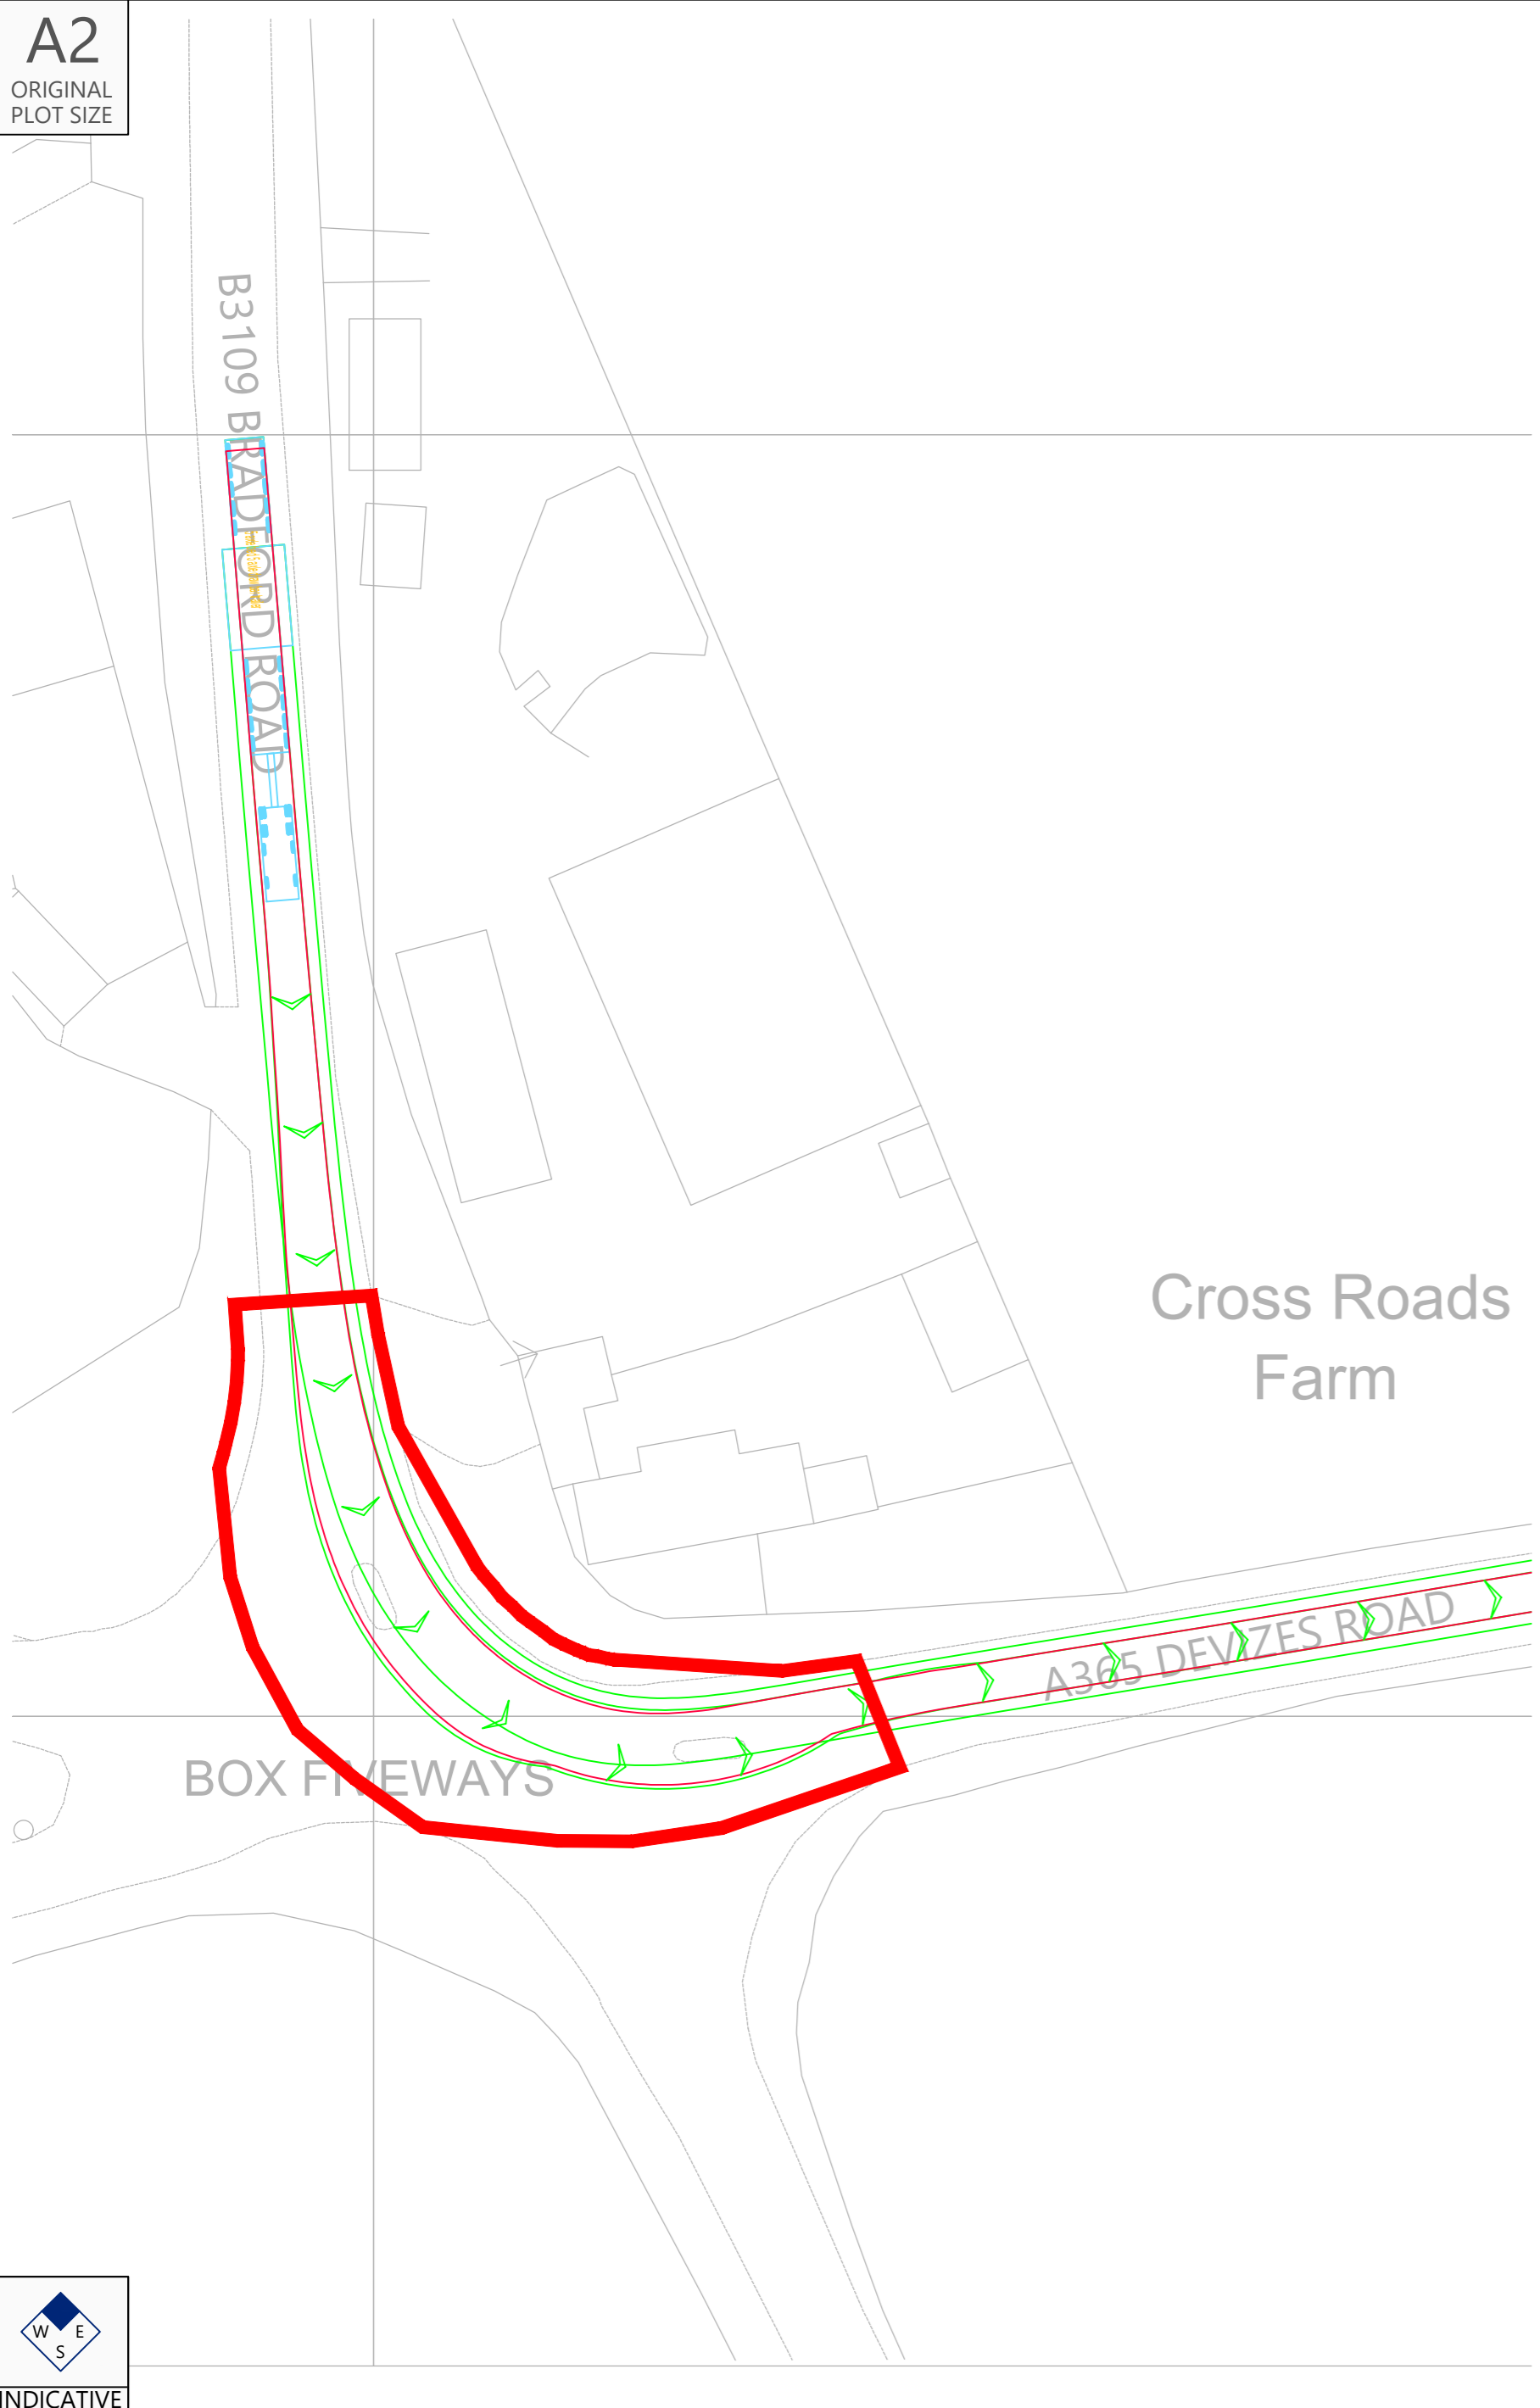 A2
ORIGINAL
PLOT SIZE
B3109 BRADFORD ROAD
Cross Roads
Farm
A365 DEVIZES ROAD
BOX FIVEWAYS
W E
S
INDICATIVE